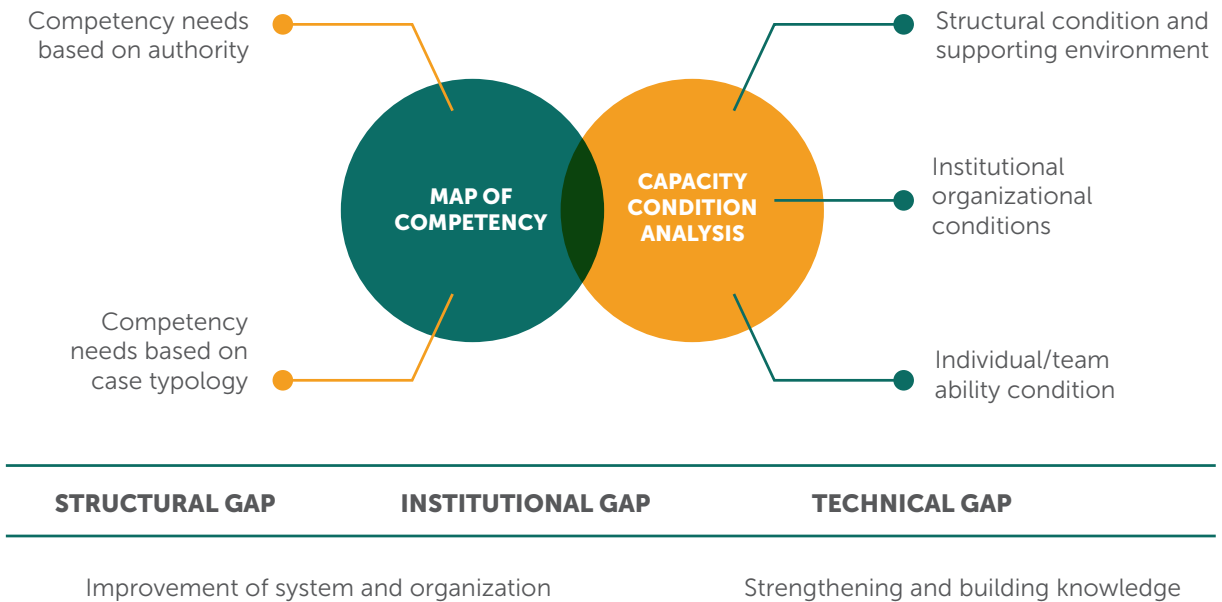 Competency needs
based on authority
Competency
needs based on
case typology
MAP OF
COMPETENCY
CAPACITY
CONDITION
ANALYSIS
Structural condition and
supporting environment
Institutional
organizational
conditions
Individual/team
ability condition
STRUCTURAL GAP
INSTITUTIONAL GAP
TECHNICAL GAP
Improvement of system and organization
Strengthening and building knowledge